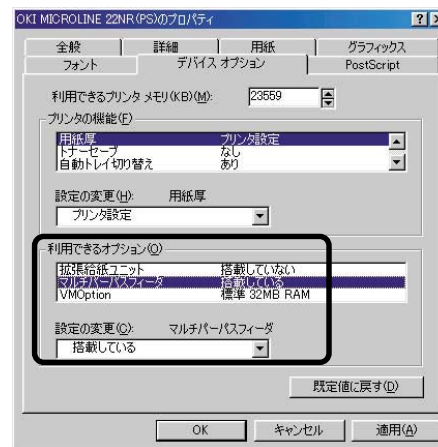 OKI MICROLINE 22NR(PS)のプロパティ
全般 詳細 用紙 グラフィックス
フォント デバイス オプション PostScript
利用できるプリンタ メモリ(KB)(M): 23559
プリンタの機能(F)
用紙厚 プリンタ設定
トナーセーブ なし
自動トレイ切り替え あり
設定の変更(H): 用紙厚
プリンタ設定
利用できるオプション(O)
拡張給紙ユニット 搭載していない
マルチパーパスフィーダ 搭載している
VMOption 標準 32MB RAM
設定の変更(C): マルチパーパスフィーダ
搭載している
既定値に戻す(D)
OK キャンセル 適用(A)